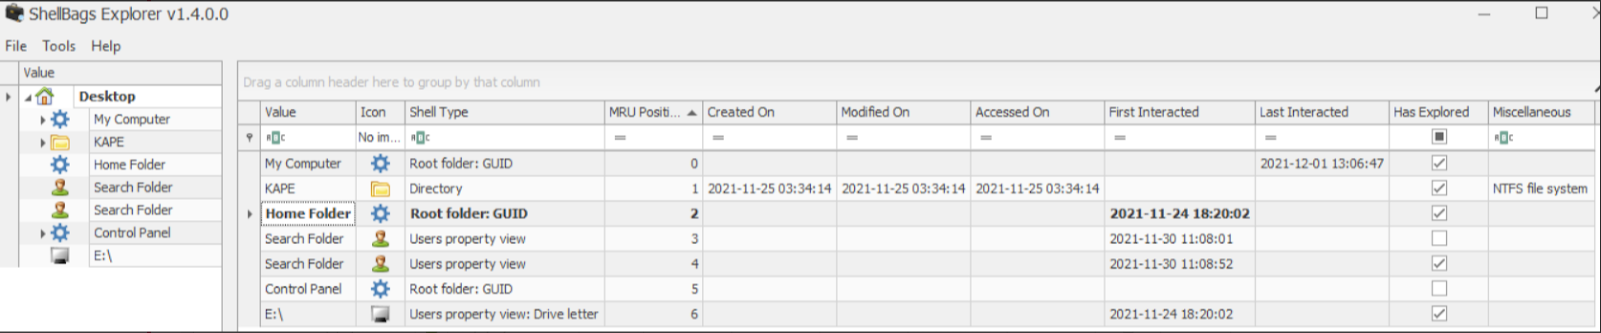 ShellBags Explorer v1.4.0.0
File Tools Help
Value
Desktop
My Computer
KAPE
Home Folder
Search Folder
Search Folder
Control Panel
E:\
Drag a column header here to group by that column
Value Icon Shell Type MRU Positi... Created On Modified On Accessed On First Interacted Last Interacted Has Explored Miscellaneous
No im... = = = = = =
My Computer Root folder: GUID 0 2021-12-01 13:06:47
KAPE Directory 1 2021-11-25 03:34:14 2021-11-25 03:34:14 2021-11-25 03:34:14 NTFS file system
Home Folder Root folder: GUID 2 2021-11-24 18:20:02
Search Folder Users property view 3 2021-11-30 11:08:01
Search Folder Users property view 4 2021-11-30 11:08:52
Control Panel Root folder: GUID 5
E:\ Users property view: Drive letter 6 2021-11-24 18:20:02